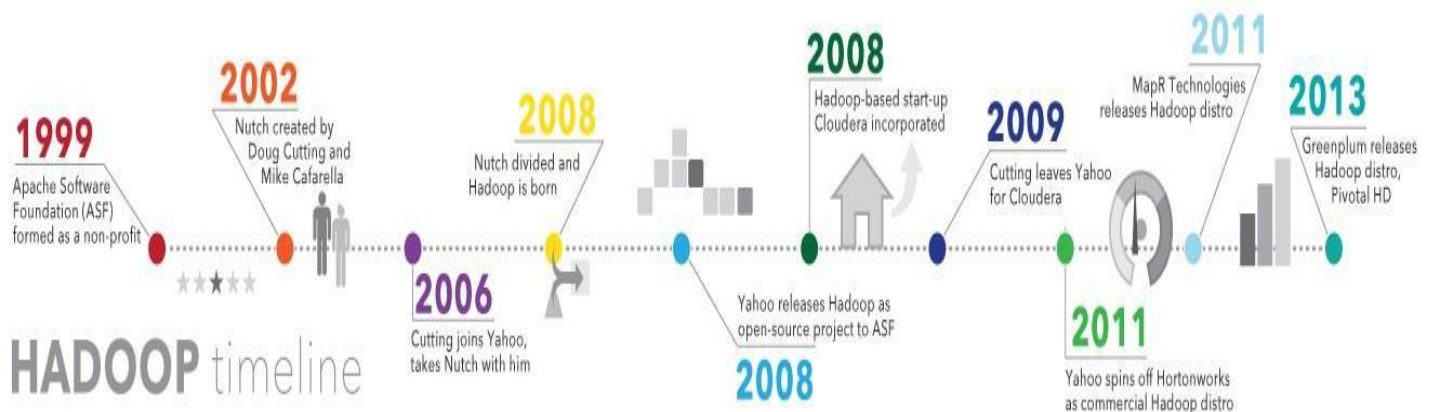 1999
Apache Software
Foundation (ASF)
formed as a non-profit
2002
Nutch created by
Doug Cutting and
Mike Cafarella
2006
Cutting joins Yahoo,
takes Nutch with him
2008
Nutch divided and
Hadoop is born
Yahoo releases Hadoop as
open-source project to ASF
2008
2008
Hadoop-based start-up
Cloudera incorporated
2009
Cutting leaves Yahoo
for Cloudera
2011
Yahoo spins off Hortonworks
as commercial Hadoop distro
2011
MapR Technologies
releases Hadoop distro
2013
Greenplum releases
Hadoop distro,
Pivotal HD
HADOOP timeline